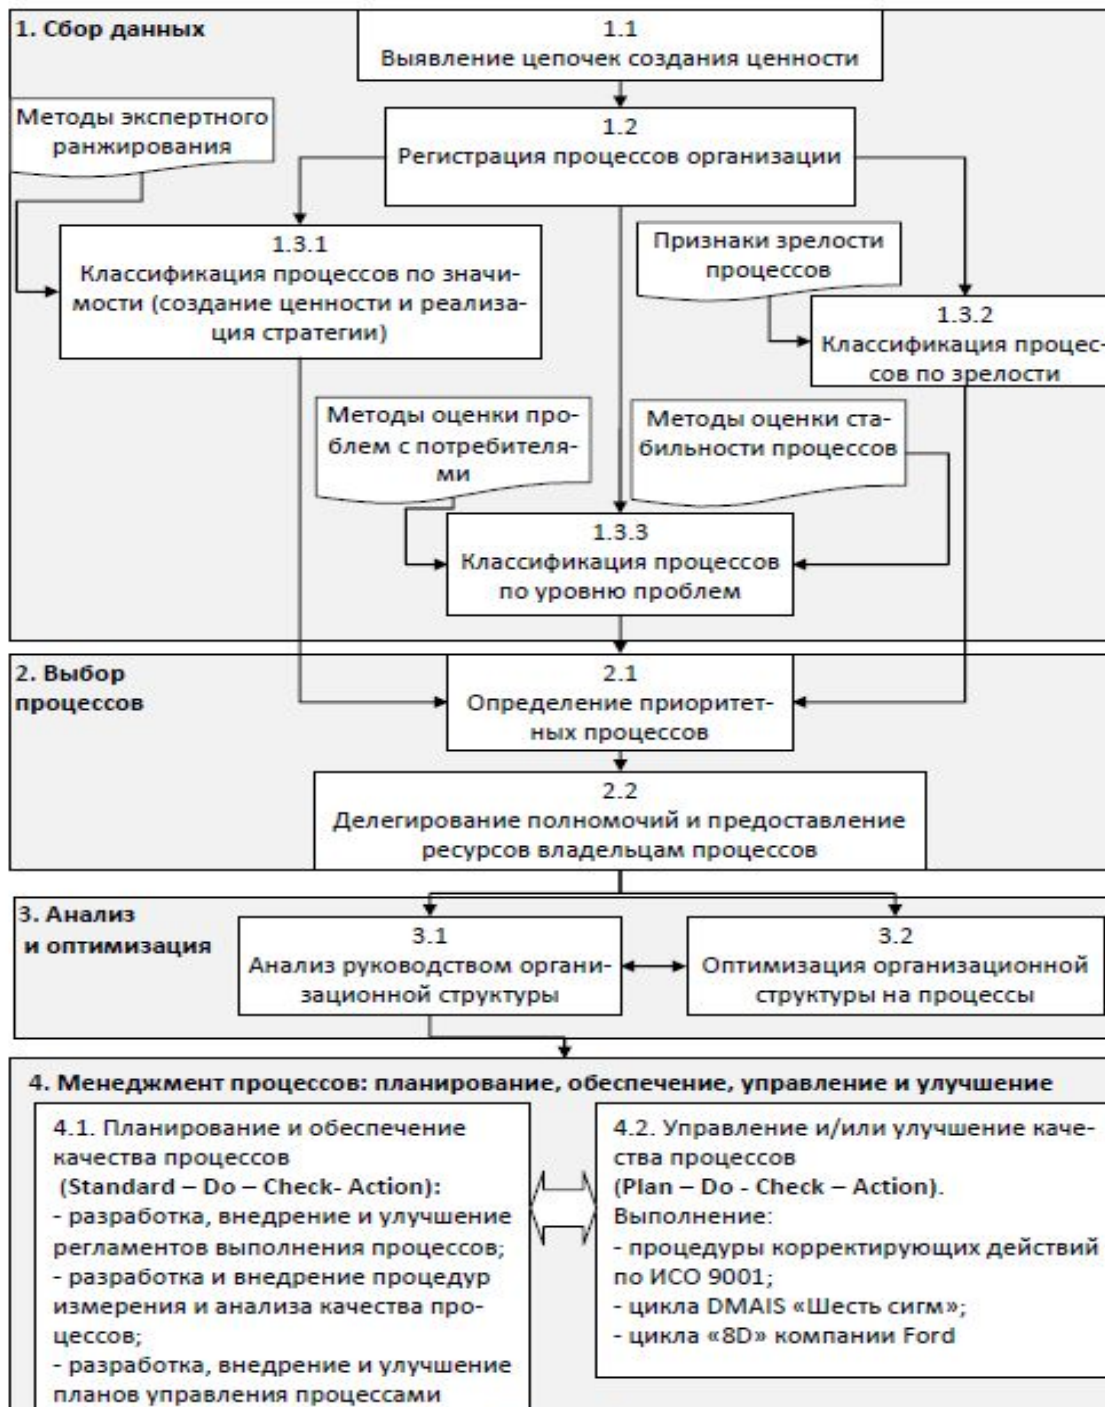 1. Сбор данных
1.1
Выявление цепочек создания ценности
Методы экспертного
ранжирования
1.2
Регистрация процессов организации
1.3.1
Классификация процессов по значи-
мости (создание ценности и реализа-
ция стратегии)
Признаки зрелости
процессов
1.3.2
Классификация процес-
сов по зрелости
Методы оценки про-
блем с потребителя-
ми
Методы оценки ста-
бильности процессов
1.3.3
Классификация процессов
по уровню проблем
2. Выбор
процессов
2.1
Определение приоритет-
ных процессов
2.2
Делегирование полномочий и предоставление
ресурсов владельцам процессов
3. Анализ
и оптимизация
3.1
Анализ руководством органи-
зационной структуры
3.2
Оптимизация организационной
структуры на процессы
4. Менеджмент процессов: планирование, обеспечение, управление и улучшение
4.1. Планирование и обеспечение
качества процессов
(Standard – Do – Check- Action):
- разработка, внедрение и улучшение
регламентов выполнения процессов;
- разработка и внедрение процедур
измерения и анализа качества про-
цессов;
- разработка, внедрение и улучшение
планов управления процессами
4.2. Управление и/или улучшение каче-
ства процессов
(Plan – Do - Check – Action).
Выполнение:
- процедуры корректирующих действий
по ИСО 9001;
- цикла DMAIS «Шесть сигм»;
- цикла «8D» компании Ford